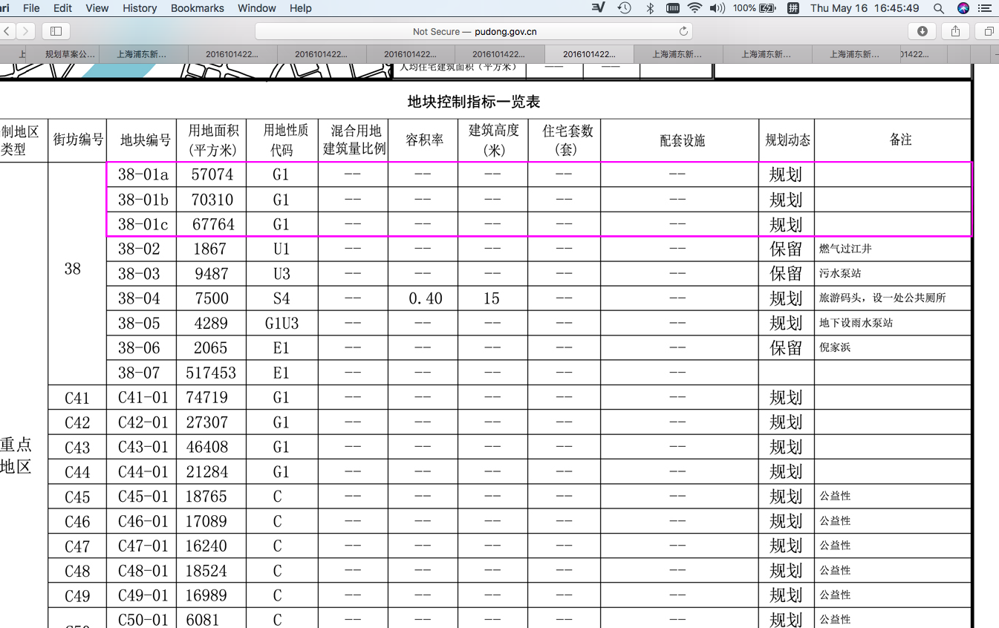 ari File Edit View History Bookmarks Window Help 100% 拼 Thu May 16 16:45:49
Not Secure — pudong.gov.cn
上 规划草案公... 上海浦东新... 2016101422... 2016101422... 2016101422... 2016101422... 2016101422... 上海浦东新... 上海浦东新... 上海浦东新... 01422...
人均住宅建筑面积（平方米） —— ——
地块控制指标一览表
制地区类型 街坊编号 地块编号 用地面积(平方米) 用地性质代码 混合用地建筑量比例 容积率 建筑高度(米) 住宅套数(套) 配套设施 规划动态 备注
38-01a 57074 G1 —— —— —— —— —— 规划
38-01b 70310 G1 —— —— —— —— —— 规划
38-01c 67764 G1 —— —— —— —— —— 规划
38-02 1867 U1 —— —— —— —— —— 保留 燃气过江井
38
38-03 9487 U3 —— —— —— —— —— 保留 污水泵站
38-04 7500 S4 —— 0.40 15 —— —— 规划 旅游码头，设一处公共厕所
38-05 4289 G1U3 —— —— —— —— —— 规划 地下设雨水泵站
38-06 2065 E1 —— —— —— —— —— 保留 倪家浜
38-07 517453 E1 —— —— —— —— ——
C41 C41-01 74719 G1 —— —— —— —— —— 规划
C42 C42-01 27307 G1 —— —— —— —— —— 规划
重点地区
C43 C43-01 46408 G1 —— —— —— —— —— 规划
C44 C44-01 21284 G1 —— —— —— —— —— 规划
C45 C45-01 18765 C —— —— —— —— —— 规划 公益性
C46 C46-01 17089 C —— —— —— —— —— 规划 公益性
C47 C47-01 16240 C —— —— —— —— —— 规划 公益性
C48 C48-01 18524 C —— —— —— —— —— 规划 公益性
C49 C49-01 16989 C —— —— —— —— —— 规划 公益性
C50-01 6081 C —— —— —— —— —— 规划 公益性